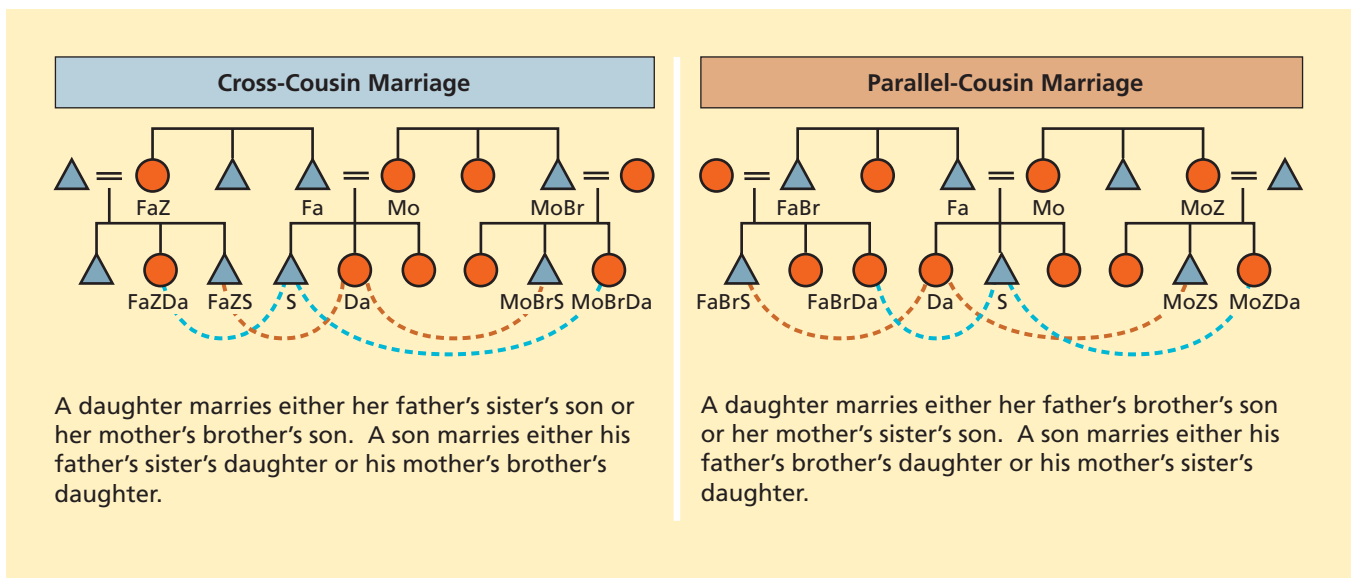 Cross-Cousin Marriage
FaZ Fa Mo MoBr
FaZDa FaZS S Da MoBrS MoBrDa
A daughter marries either her father’s sister’s son or
her mother’s brother’s son. A son marries either his
father’s sister’s daughter or his mother’s brother’s
daughter.
Parallel-Cousin Marriage
FaBr Fa Mo MoZ
FaBrS FaBrDa Da S MoZS MoZDa
A daughter marries either her father’s brother’s son
or her mother’s sister’s son. A son marries either his
father’s brother’s daughter or his mother’s sister’s
daughter.